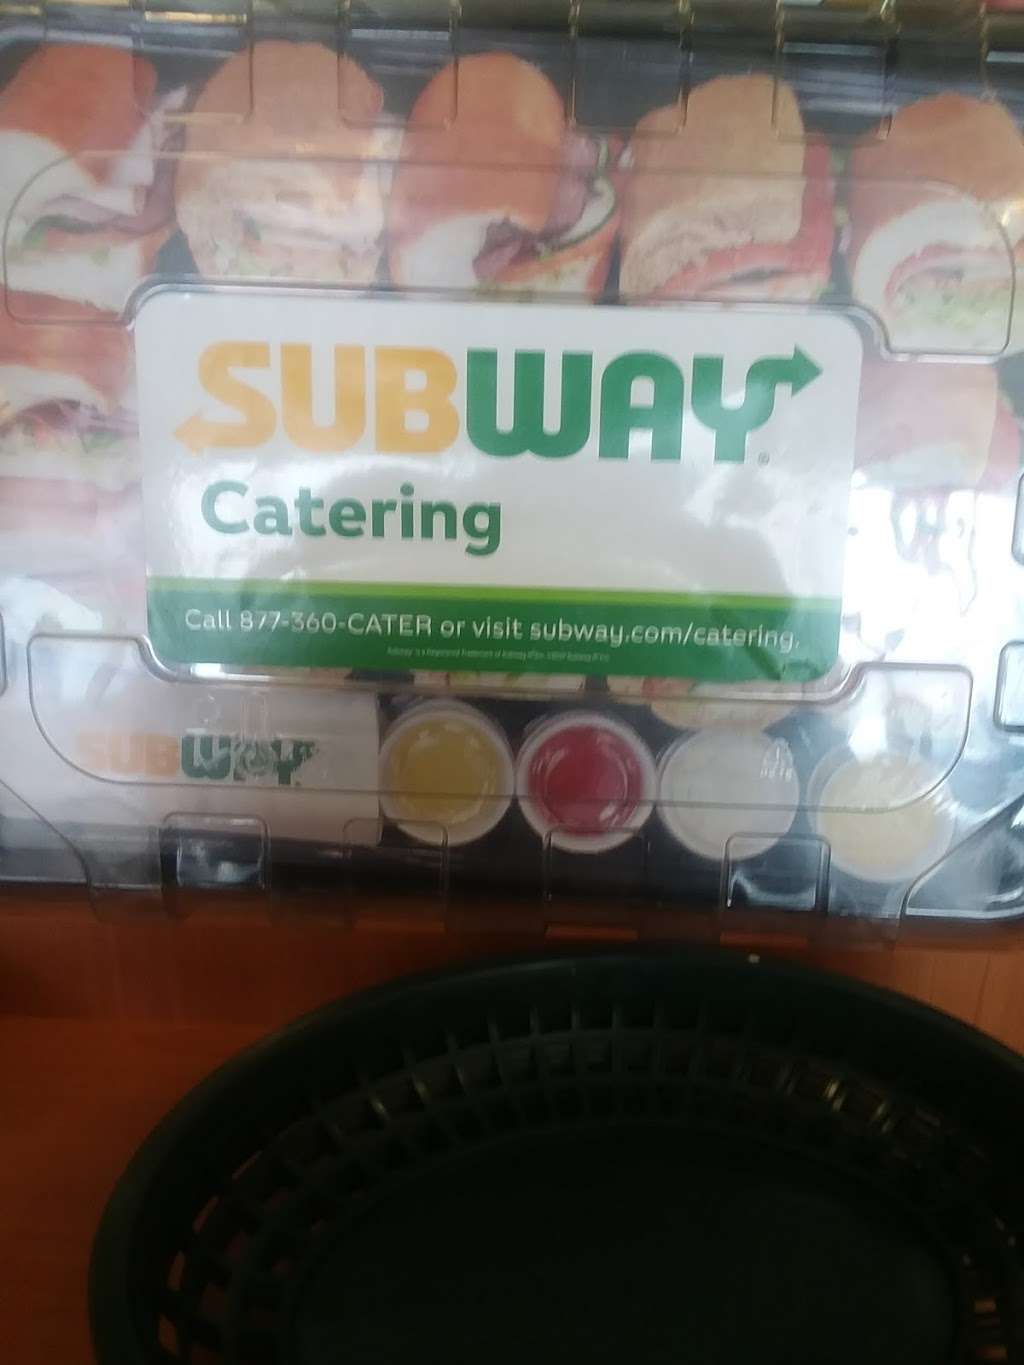 SUBWAY®
Catering
Call 877-360-CATER or visit subway.com/catering.
SUBWAY